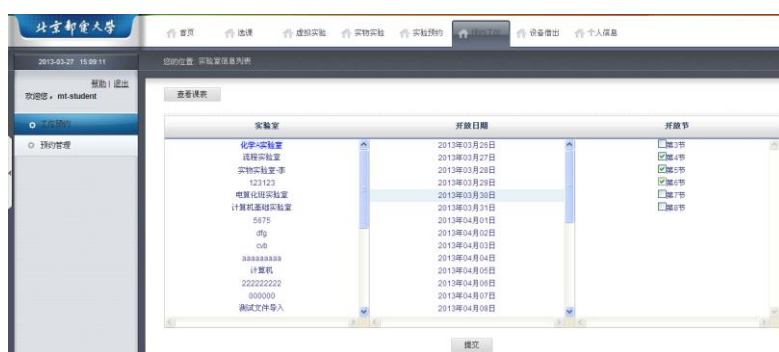 北京邮电大学
首页 选课 虚拟实验 实物实验 实验预约 设备借出 个人信息
2013-03-27 15:09:11
您的位置 实验室信息列表
帮助 | 退出
欢迎您，mt-student
查看课表
工位预约
预约管理
实验室 开放日期 开放节
化学A实验室 2013年03月26日 第3节
流程实验室 2013年03月27日 第4节
实物实验室-李 2013年03月28日 第5节
123123 2013年03月29日 第6节
电算化班实验室 2013年03月30日 第7节
计算机基础实验室 2013年03月31日 第8节
5675 2013年04月01日
dfg 2013年04月02日
cvb 2013年04月03日
aaaaaaaaa 2013年04月04日
计算机 2013年04月05日
222222222 2013年04月06日
000000 2013年04月07日
测试文件导入 2013年04月08日
提交